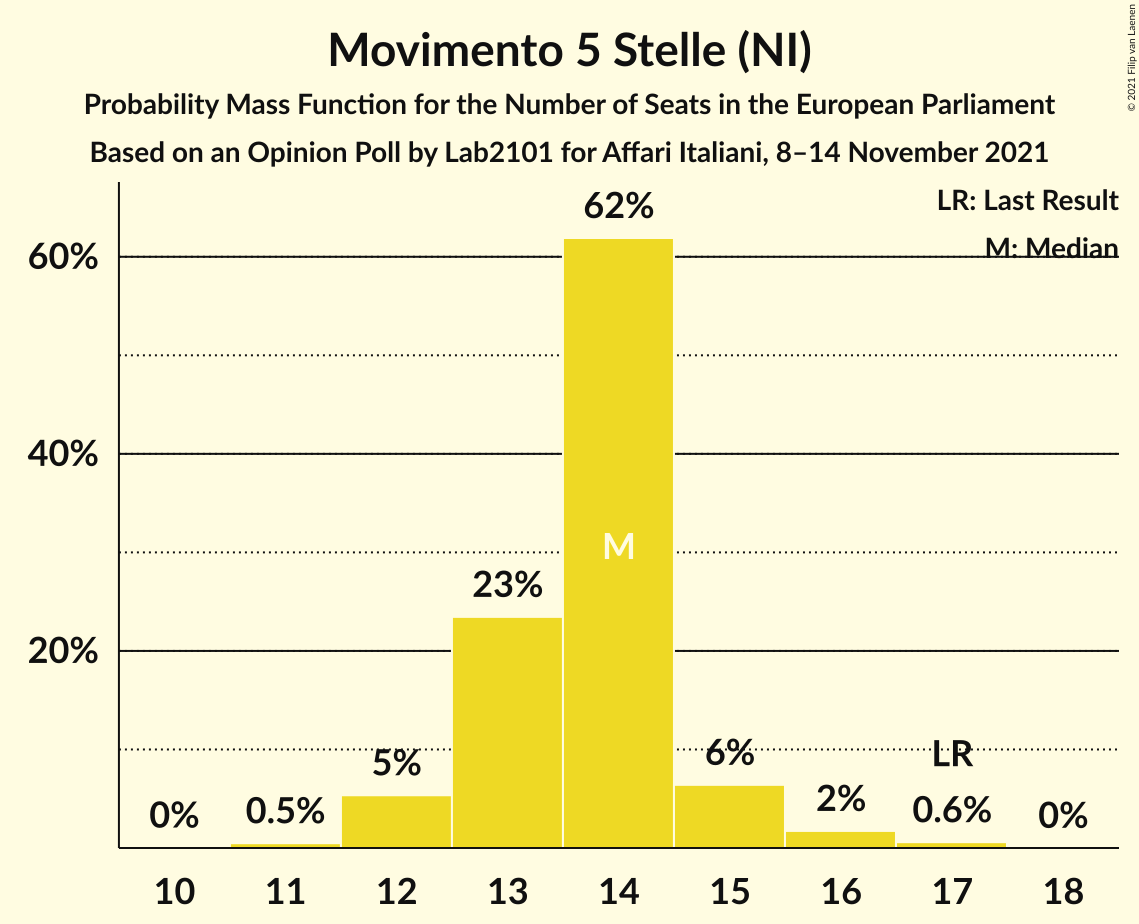 © 2021 Filip van Laenen
Movimento 5 Stelle (NI)
Probability Mass Function for the Number of Seats in the European Parliament
Based on an Opinion Poll by Lab2101 for Affari Italiani, 8–14 November 2021
LR: Last Result
M: Median
62%
60%
40%
M
23%
20%
5%
6%
LR
0%
0.5%
2%
0.6%
0%
10 11 12 13 14 15 16 17 18